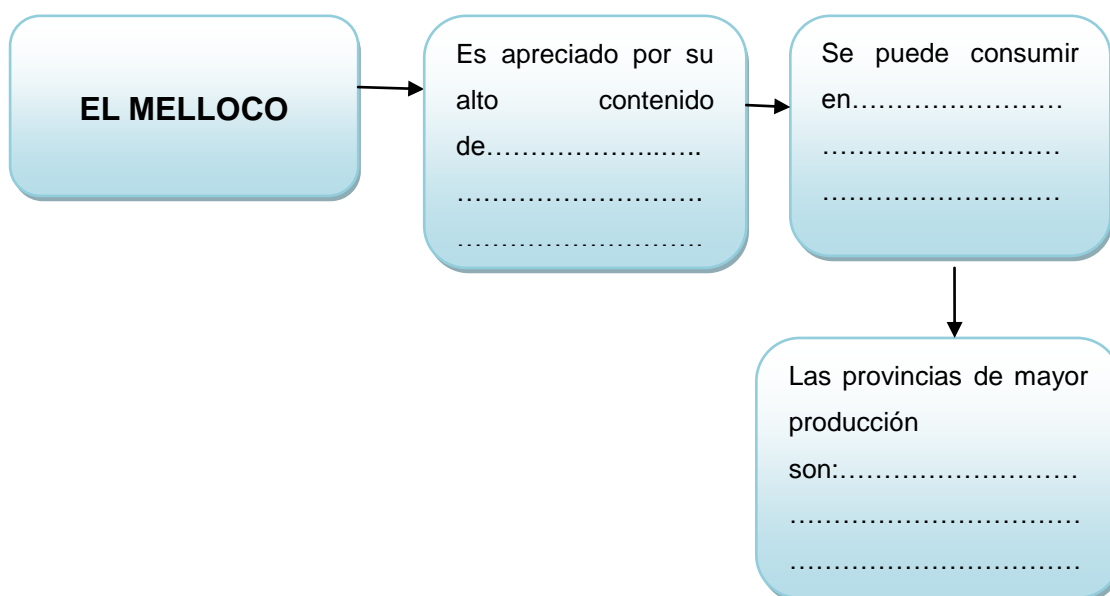 EL MELLOCO
Es apreciado por su
alto contenido
de………………..…..
……………………….
……………………….
Se puede consumir
en……………………
………………………
………………………
Las provincias de mayor
producción
son:………………………
……………………………
……………………………